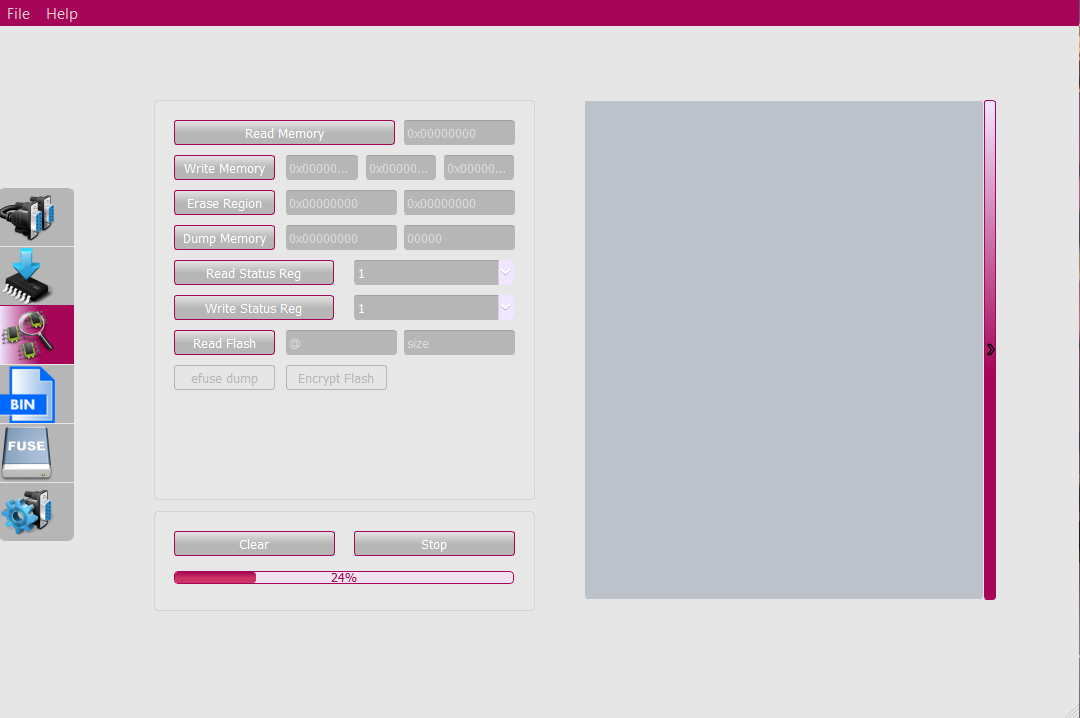 File Help
Read Memory 0x00000000
Write Memory 0x00000... 0x00000... 0x00000...
Erase Region 0x00000000 0x00000000
Dump Memory 0x00000000 00000
Read Status Reg 1
Write Status Reg 1
Read Flash @ size
efuse dump Encrypt Flash
BIN
FUSE
Clear Stop
24%